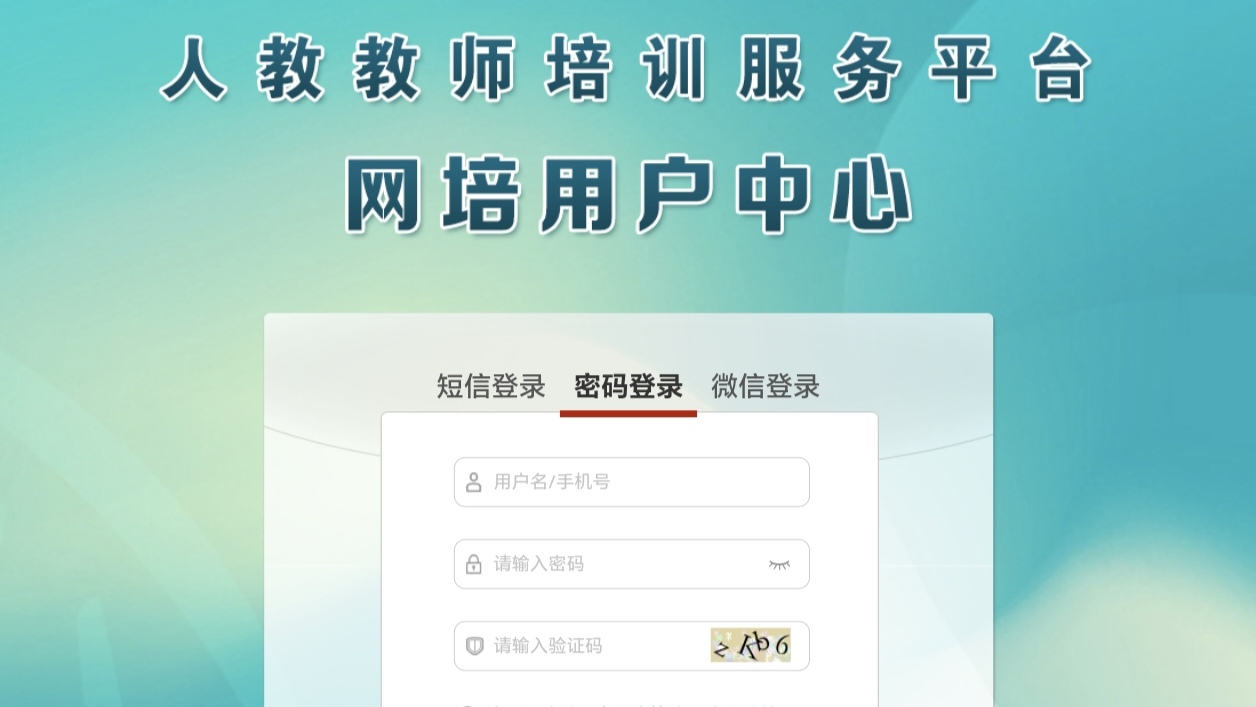 人教教师培训服务平台
网培用户中心
短信登录 密码登录 微信登录
用户名/手机号
请输入密码
请输入验证码